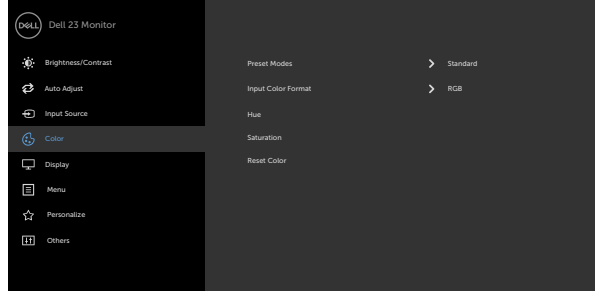 DELL Dell 23 Monitor
Brightness/Contrast
Auto Adjust
Input Source
Color
Display
Menu
Personalize
Others
Preset Modes Standard
Input Color Format RGB
Hue
Saturation
Reset Color